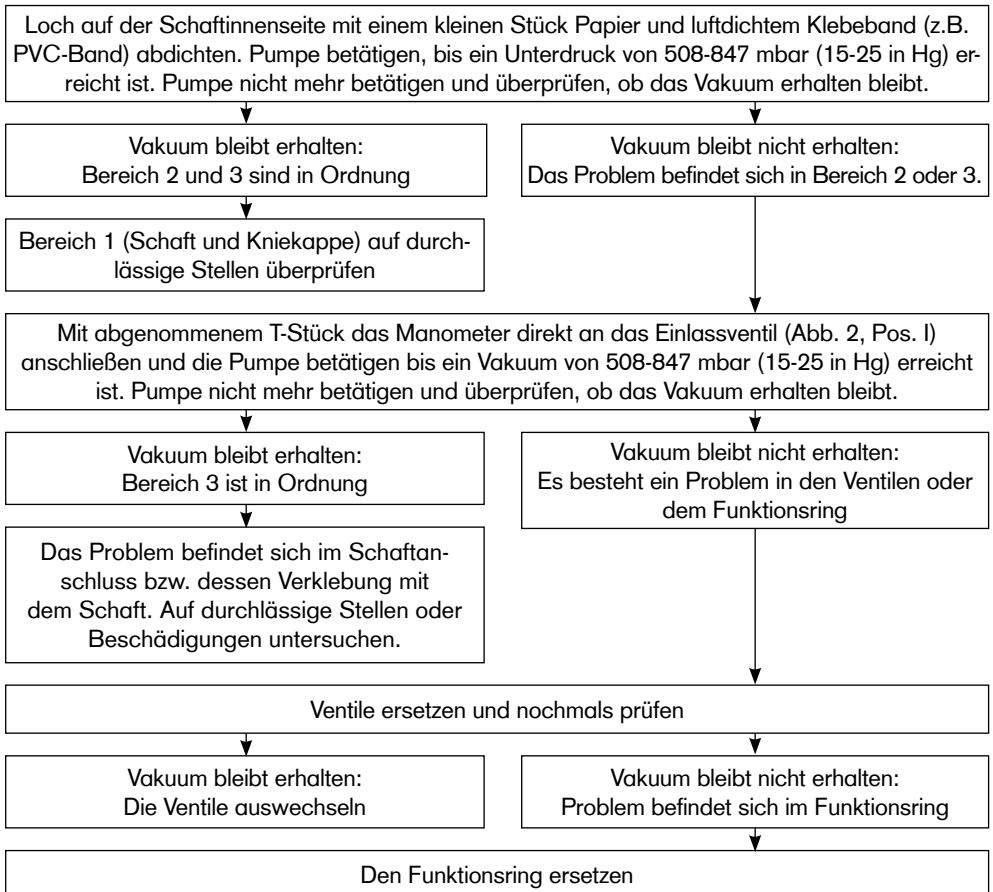 Loch auf der Schaftinnenseite mit einem kleinen Stück Papier und luftdichtem Klebeband (z.B.
PVC-Band) abdichten. Pumpe betätigen, bis ein Unterdruck von 508-847 mbar (15-25 in Hg) er-
reicht ist. Pumpe nicht mehr betätigen und überprüfen, ob das Vakuum erhalten bleibt.
Vakuum bleibt erhalten:
Bereich 2 und 3 sind in Ordnung
Vakuum bleibt nicht erhalten:
Das Problem befindet sich in Bereich 2 oder 3.
Bereich 1 (Schaft und Kniekappe) auf durch-
lässige Stellen überprüfen
Mit abgenommenem T-Stück das Manometer direkt an das Einlassventil (Abb. 2, Pos. I)
anschließen und die Pumpe betätigen bis ein Vakuum von 508-847 mbar (15-25 in Hg) erreicht
ist. Pumpe nicht mehr betätigen und überprüfen, ob das Vakuum erhalten bleibt.
Vakuum bleibt erhalten:
Bereich 3 ist in Ordnung
Vakuum bleibt nicht erhalten:
Es besteht ein Problem in den Ventilen oder
dem Funktionsring
Das Problem befindet sich im Schaftan-
schluss bzw. dessen Verklebung mit
dem Schaft. Auf durchlässige Stellen oder
Beschädigungen untersuchen.
Ventile ersetzen und nochmals prüfen
Vakuum bleibt erhalten:
Die Ventile auswechseln
Vakuum bleibt nicht erhalten:
Problem befindet sich im Funktionsring
Den Funktionsring ersetzen